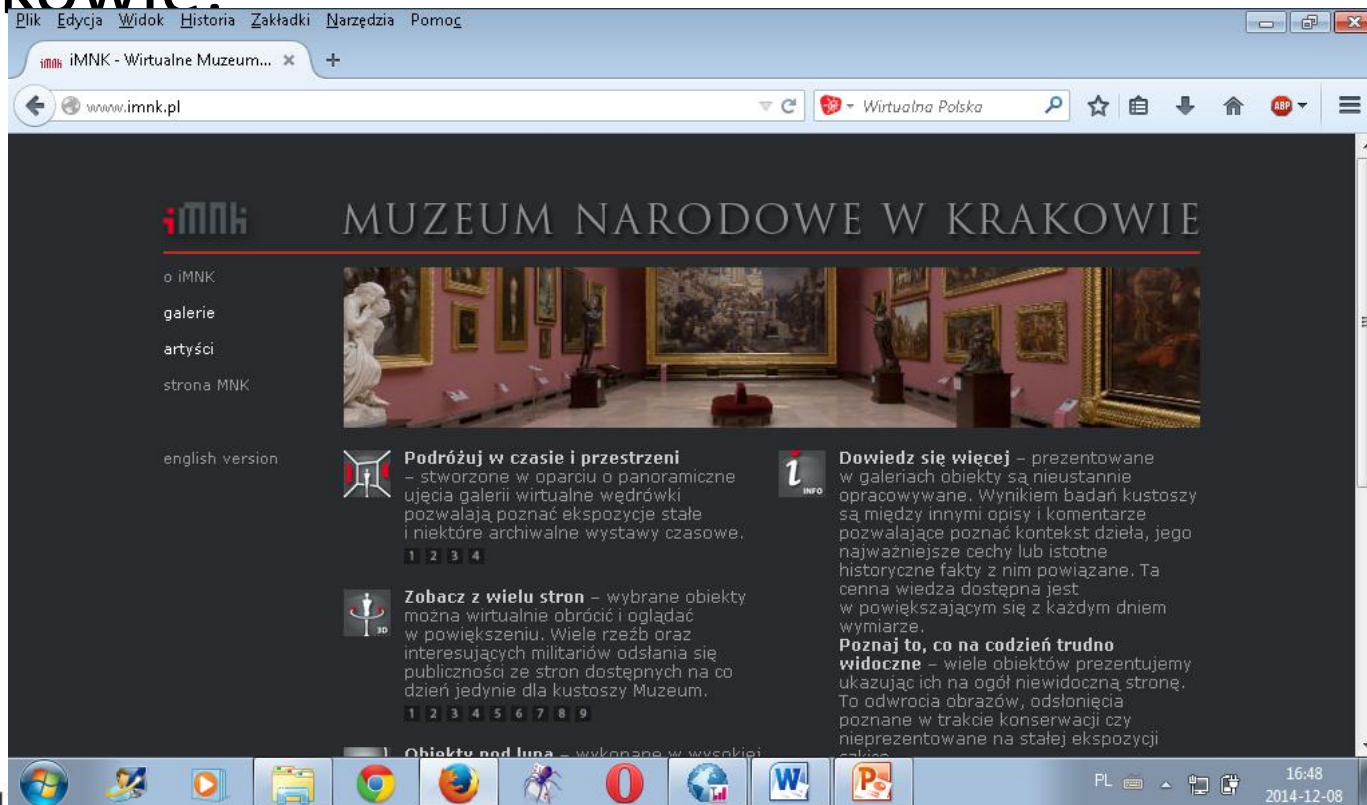 kowie.
Plik Edycja Widok Historia Zakładki Narzędzia Pomoc
iMNK iMNK - Wirtualne Muzeum...
www.imnk.pl
Wirtualna Polska
ABP
iMNK
MUZEUM NARODOWE W KRAKOWIE
o iMNK
galerie
artyści
strona MNK
english version
Podróżuj w czasie i przestrzeni
– stworzone w oparciu o panoramiczne
ujęcia galerii wirtualne wędrówki
pozwalają poznać ekspozycje stałe
i niektóre archiwalne wystawy czasowe.
1 2 3 4
3D
Zobacz z wielu stron – wybrane obiekty
można wirtualnie obrócić i oglądać
w powiększeniu. Wiele rzeźb oraz
interesujących militariów odsłania się
publiczności ze stron dostępnych na co
dzień jedynie dla kustoszy Muzeum.
1 2 3 4 5 6 7 8 9
Obiekty pod lupą – wykonane w wysokiej
i INFO
Dowiedz się więcej – prezentowane
w galeriach obiekty są nieustannie
opracowywane. Wynikiem badań kustoszy
są między innymi opisy i komentarze
pozwalające poznać kontekst dzieła, jego
najważniejsze cechy lub istotne
historyczne fakty z nim powiązane. Ta
cenna wiedza dostępna jest
w powiększającym się z każdym dniem
wymiarze.
Poznaj to, co na codzień trudno
widoczne – wiele obiektów prezentujemy
ukazując ich na ogół niewidoczną stronę.
To odwrocia obrazów, odsłonięcia
poznane w trakcie konserwacji czy
nieprezentowane na stałej ekspozycji
szkice.
PL
16:48
2014-12-08